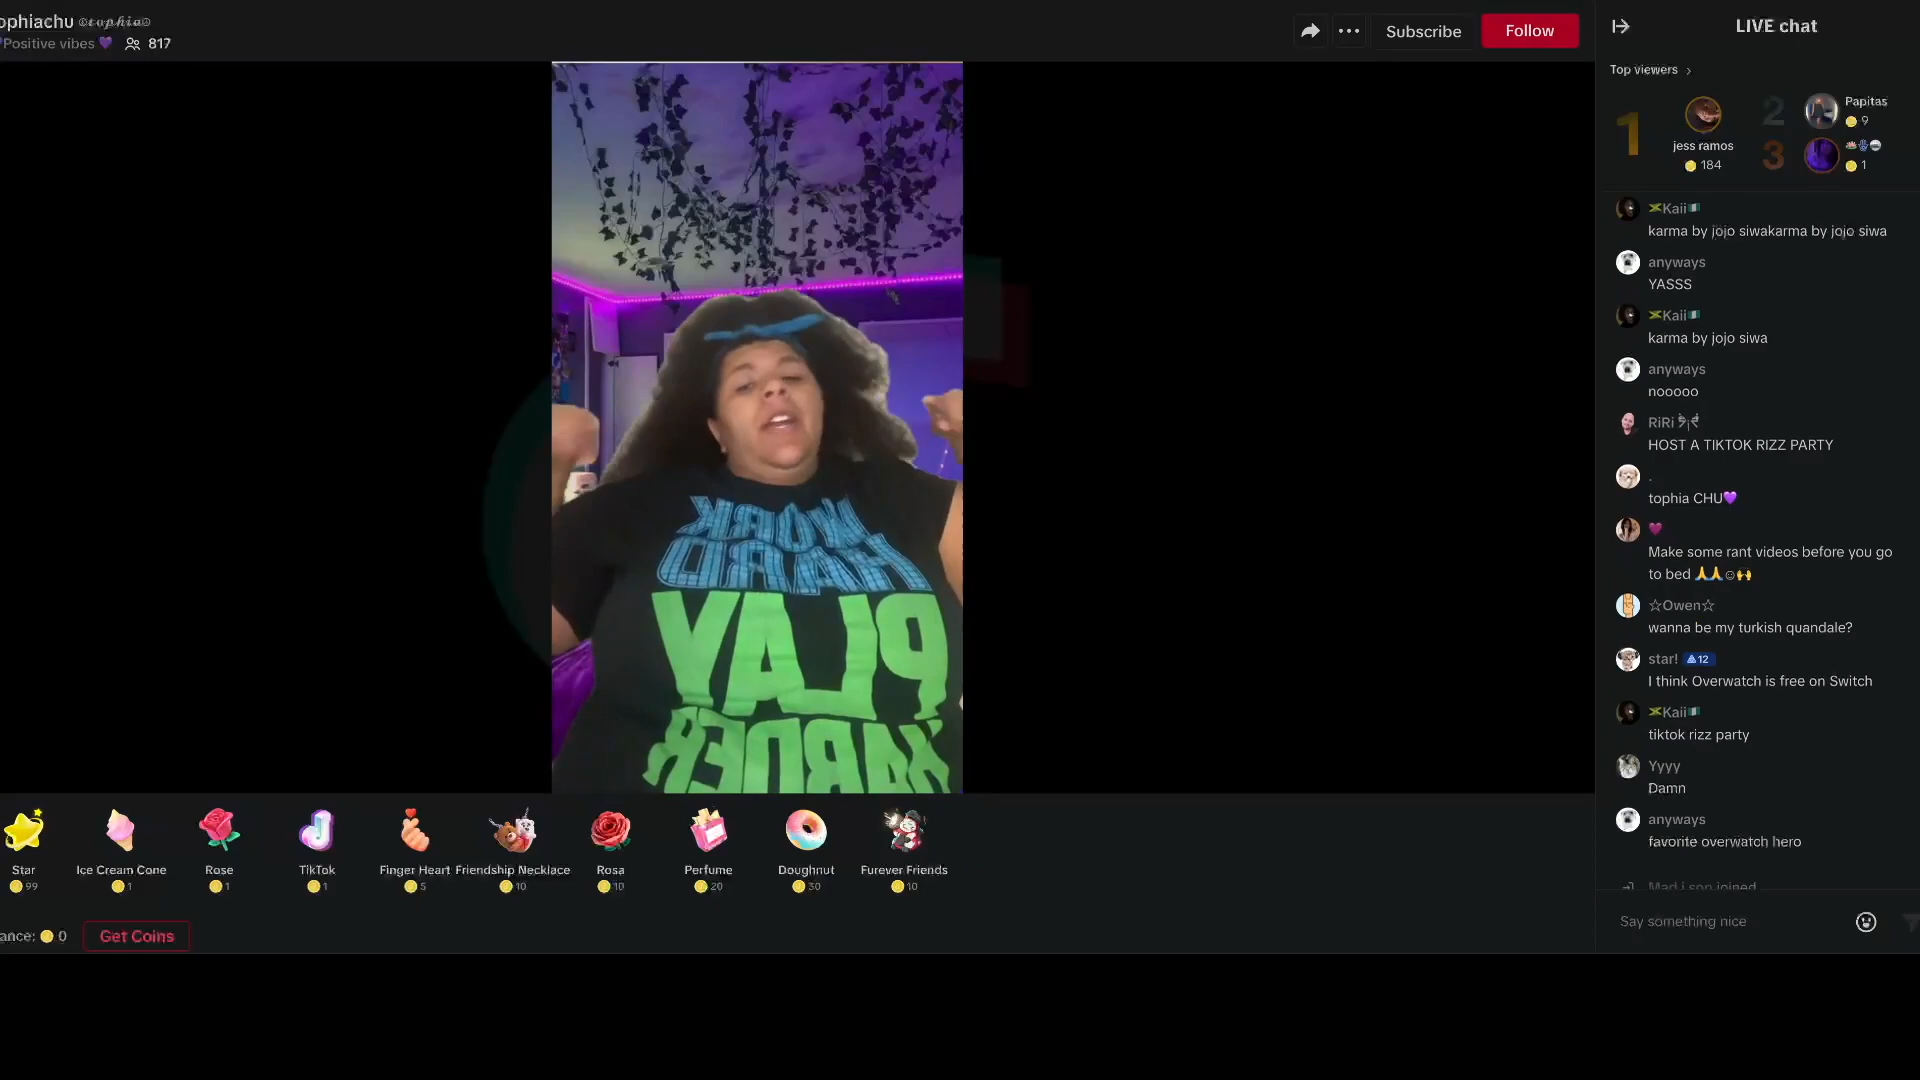 ophiachu
Positive vibes 💜 817
Subscribe
Follow
LIVE chat
Top viewers
1
jess ramos
184
2
Papitas
9
3
1
Kaii
karma by jojo siwakarma by jojo siwa
anyways
YASSS
Kaii
karma by jojo siwa
anyways
nooooo
RiRi
HOST A TIKTOK RIZZ PARTY
.
tophia CHU💜
Make some rant videos before you go
to bed 🙏🙏☺🙌
☆Owen☆
wanna be my turkish quandale?
star! 12
I think Overwatch is free on Switch
Kaii
tiktok rizz party
Yyyy
Damn
anyways
favorite overwatch hero
joined
Say something nice
WORK
HARD
PLAY
HARDER
Star
99
Ice Cream Cone
1
Rose
1
TikTok
1
Finger Heart
5
Friendship Necklace
10
Rosa
10
Perfume
20
Doughnut
30
Furever Friends
10
ance: 0
Get Coins